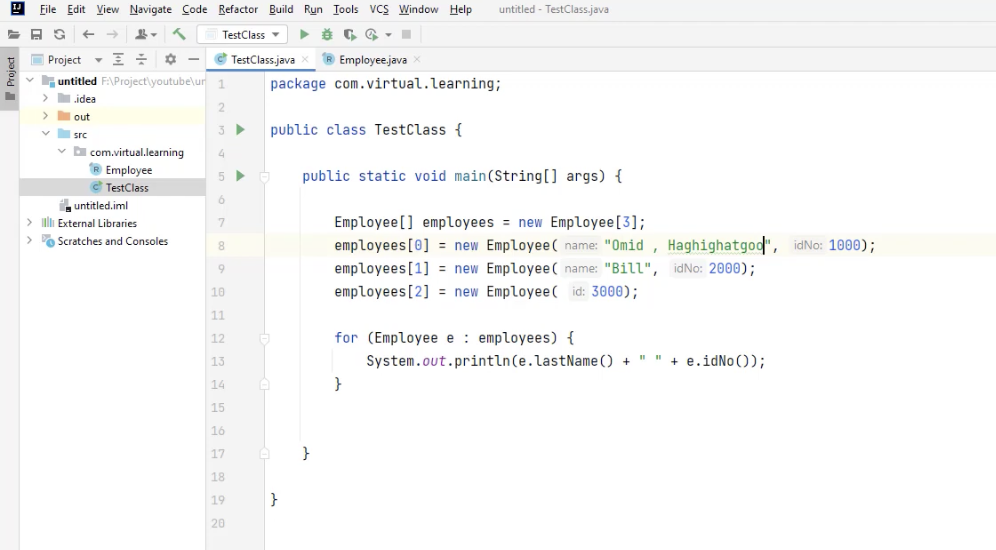 File Edit View Navigate Code Refactor Build Run Tools VCS Window Help untitled - TestClass.java
TestClass
Project
Project
TestClass.java Employee.java
untitled F:\Project\youtube\un
.idea
out
src
com.virtual.learning
Employee
TestClass
untitled.iml
External Libraries
Scratches and Consoles
1 package com.virtual.learning;
2
3 public class TestClass {
4
5 public static void main(String[] args) {
6
7 Employee[] employees = new Employee[3];
8 employees[0] = new Employee( name: "Omid , Haghighatgoo", idNo: 1000);
9 employees[1] = new Employee( name: "Bill", idNo: 2000);
10 employees[2] = new Employee( id: 3000);
11
12 for (Employee e : employees) {
13 System.out.println(e.lastName() + " " + e.idNo());
14 }
15
16
17 }
18
19 }
20